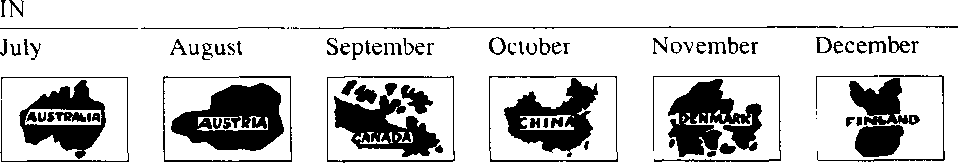 IN
July August September October November December
AUSTRALIA AUSTRIA CANADA CHINA DENMARK FINLAND